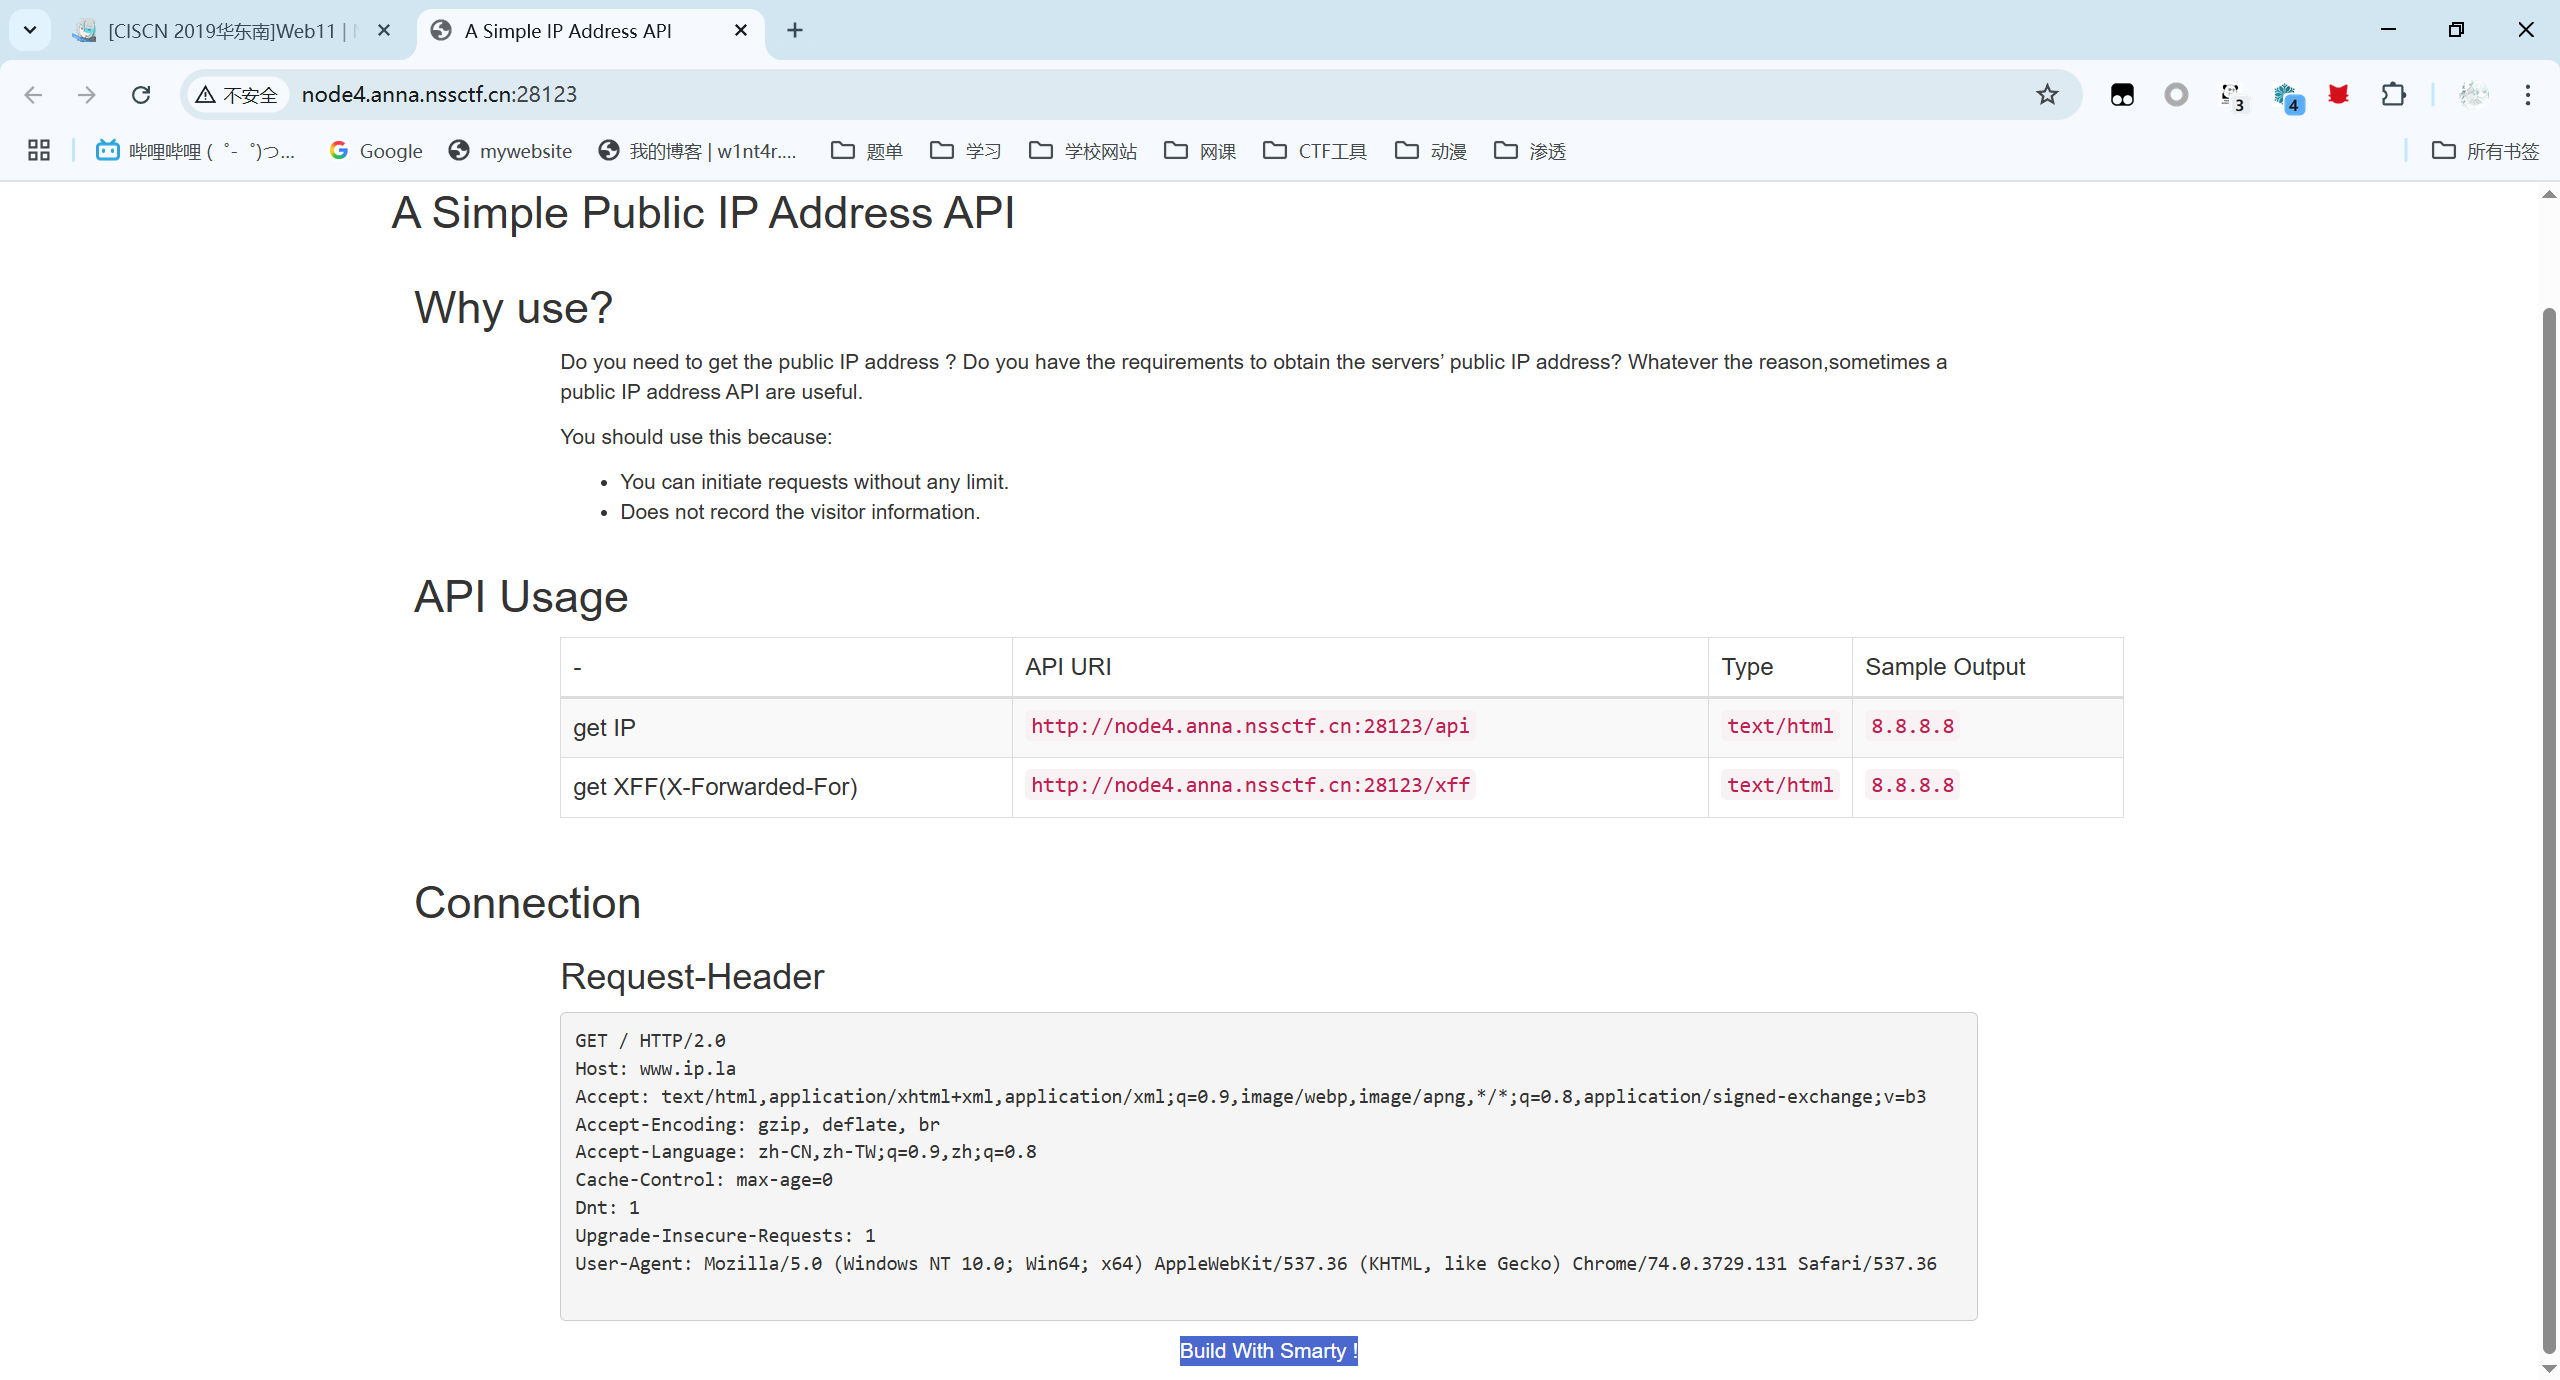 [CISCN 2019华东南]Web11 |
A Simple IP Address API
不安全
node4.anna.nssctf.cn:28123
3
4
哔哩哔哩 (゜-゜)つ...
Google
mywebsite
我的博客 | w1nt4r....
题单
学习
学校网站
网课
CTF工具
动漫
渗透
所有书签
A Simple Public IP Address API
Why use?
Do you need to get the public IP address ? Do you have the requirements to obtain the servers’ public IP address? Whatever the reason,sometimes a
public IP address API are useful.
You should use this because:
• You can initiate requests without any limit.
• Does not record the visitor information.
API Usage
- API URI Type Sample Output
get IP http://node4.anna.nssctf.cn:28123/api text/html 8.8.8.8
get XFF(X-Forwarded-For) http://node4.anna.nssctf.cn:28123/xff text/html 8.8.8.8
Connection
Request-Header
GET / HTTP/2.0
Host: www.ip.la
Accept: text/html,application/xhtml+xml,application/xml;q=0.9,image/webp,image/apng,*/*;q=0.8,application/signed-exchange;v=b3
Accept-Encoding: gzip, deflate, br
Accept-Language: zh-CN,zh-TW;q=0.9,zh;q=0.8
Cache-Control: max-age=0
Dnt: 1
Upgrade-Insecure-Requests: 1
User-Agent: Mozilla/5.0 (Windows NT 10.0; Win64; x64) AppleWebKit/537.36 (KHTML, like Gecko) Chrome/74.0.3729.131 Safari/537.36
Build With Smarty !